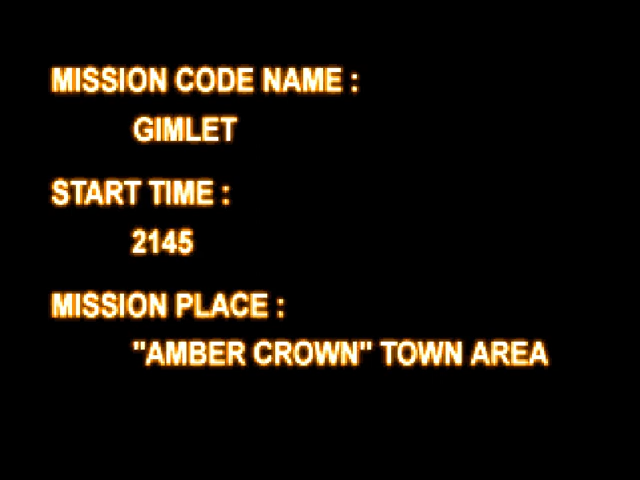 MISSION CODE NAME :
GIMLET
START TIME :
2145
MISSION PLACE :
"AMBER CROWN" TOWN AREA